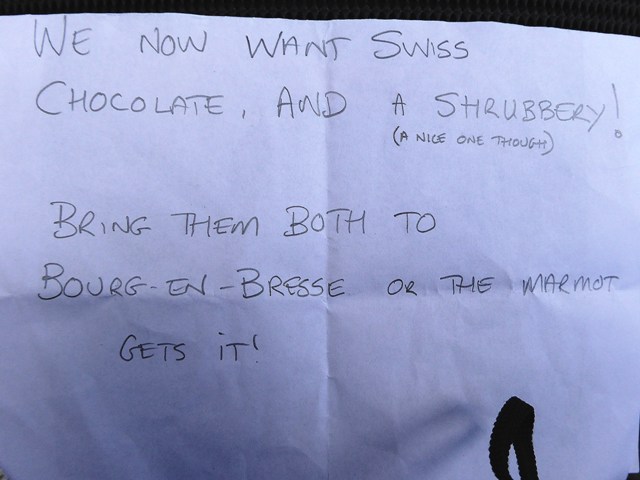 WE NOW WANT SWISS
CHOCOLATE, AND A SHRUBBERY!
(A NICE ONE THOUGH)
BRING THEM BOTH TO
BOURG-EN-BRESSE OR THE MARMOT
GETS iT!